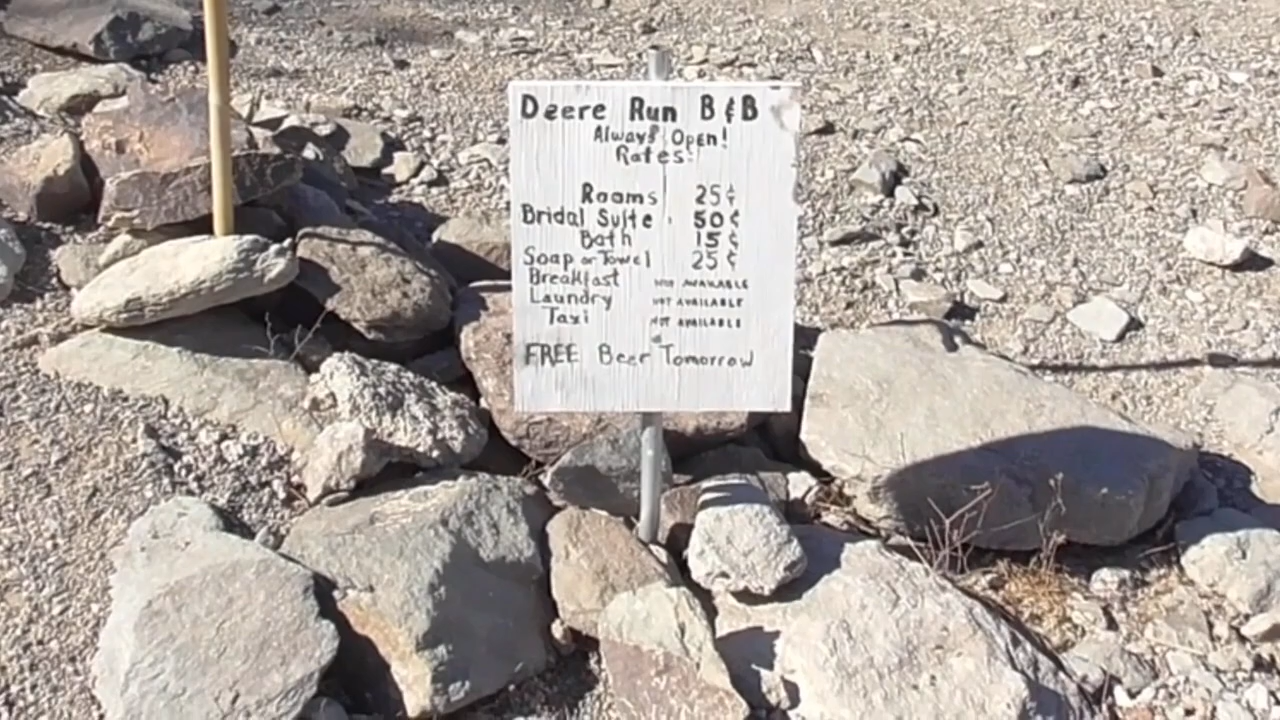 Deere Run B & B
Always Open!
Rates:
Rooms 25¢
Bridal Suite 50¢
Bath 15¢
Soap or Towel 25¢
Breakfast NOT AVAILABLE
Laundry NOT AVAILABLE
Taxi NOT AVAILABLE
FREE Beer Tomorrow